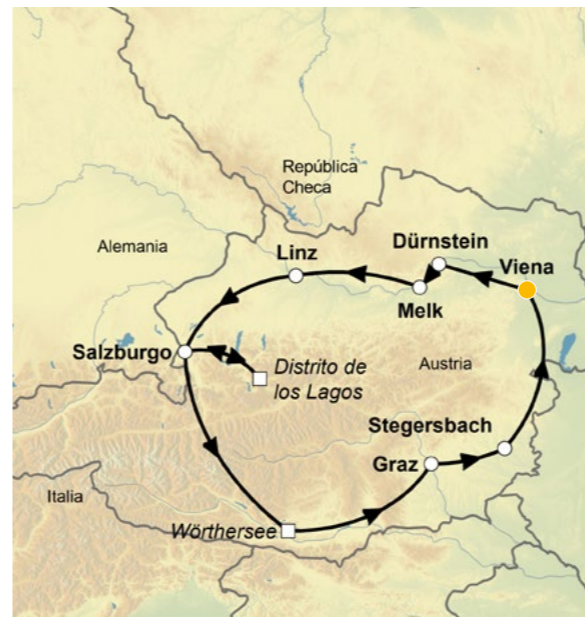 República
Checa
Alemania
Dürnstein
Linz
Viena
Melk
Salzburgo
Distrito de
los Lagos
Austria
Stegersbach
Graz
Italia
Wörthersee